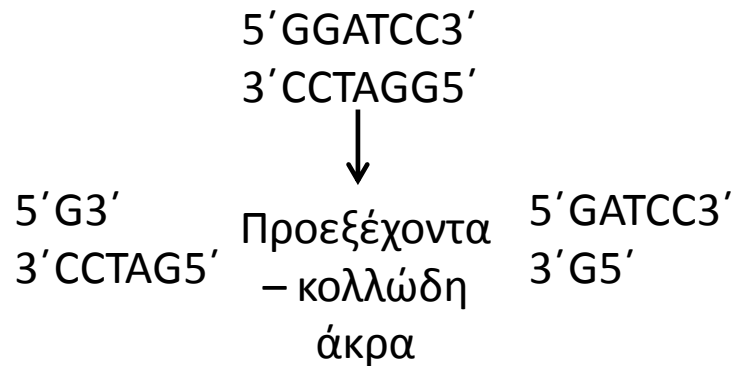 5΄GGATCC3΄
3΄CCTAGG5΄
5΄G3΄
3΄CCTAG5΄
Προεξέχοντα
– κολλώδη
άκρα
5΄GATCC3΄
3΄G5΄